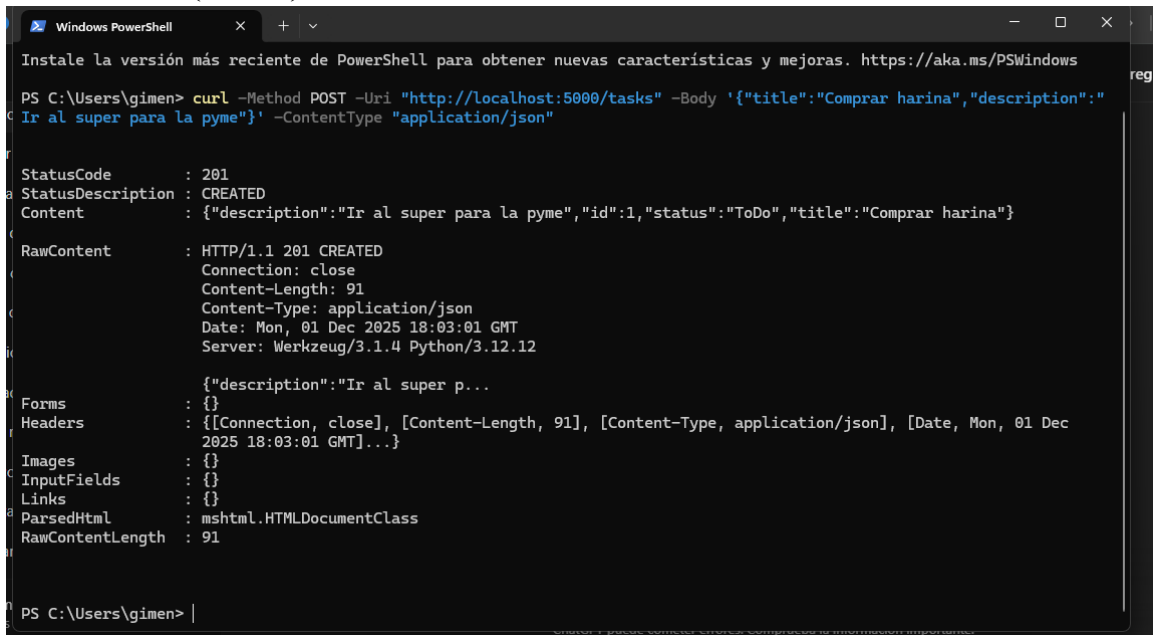 Windows PowerShell
Instale la versión más reciente de PowerShell para obtener nuevas características y mejoras. https://aka.ms/PSWindows
PS C:\Users\gimen> curl -Method POST -Uri "http://localhost:5000/tasks" -Body '{"title":"Comprar harina","description":"
Ir al super para la pyme"}' -ContentType "application/json"
StatusCode : 201
StatusDescription : CREATED
Content : {"description":"Ir al super para la pyme","id":1,"status":"ToDo","title":"Comprar harina"}
RawContent : HTTP/1.1 201 CREATED
Connection: close
Content-Length: 91
Content-Type: application/json
Date: Mon, 01 Dec 2025 18:03:01 GMT
Server: Werkzeug/3.1.4 Python/3.12.12
{"description":"Ir al super p...
Forms : {}
Headers : {[Connection, close], [Content-Length, 91], [Content-Type, application/json], [Date, Mon, 01 Dec
2025 18:03:01 GMT]...}
Images : {}
InputFields : {}
Links : {}
ParsedHtml : mshtml.HTMLDocumentClass
RawContentLength : 91
PS C:\Users\gimen>